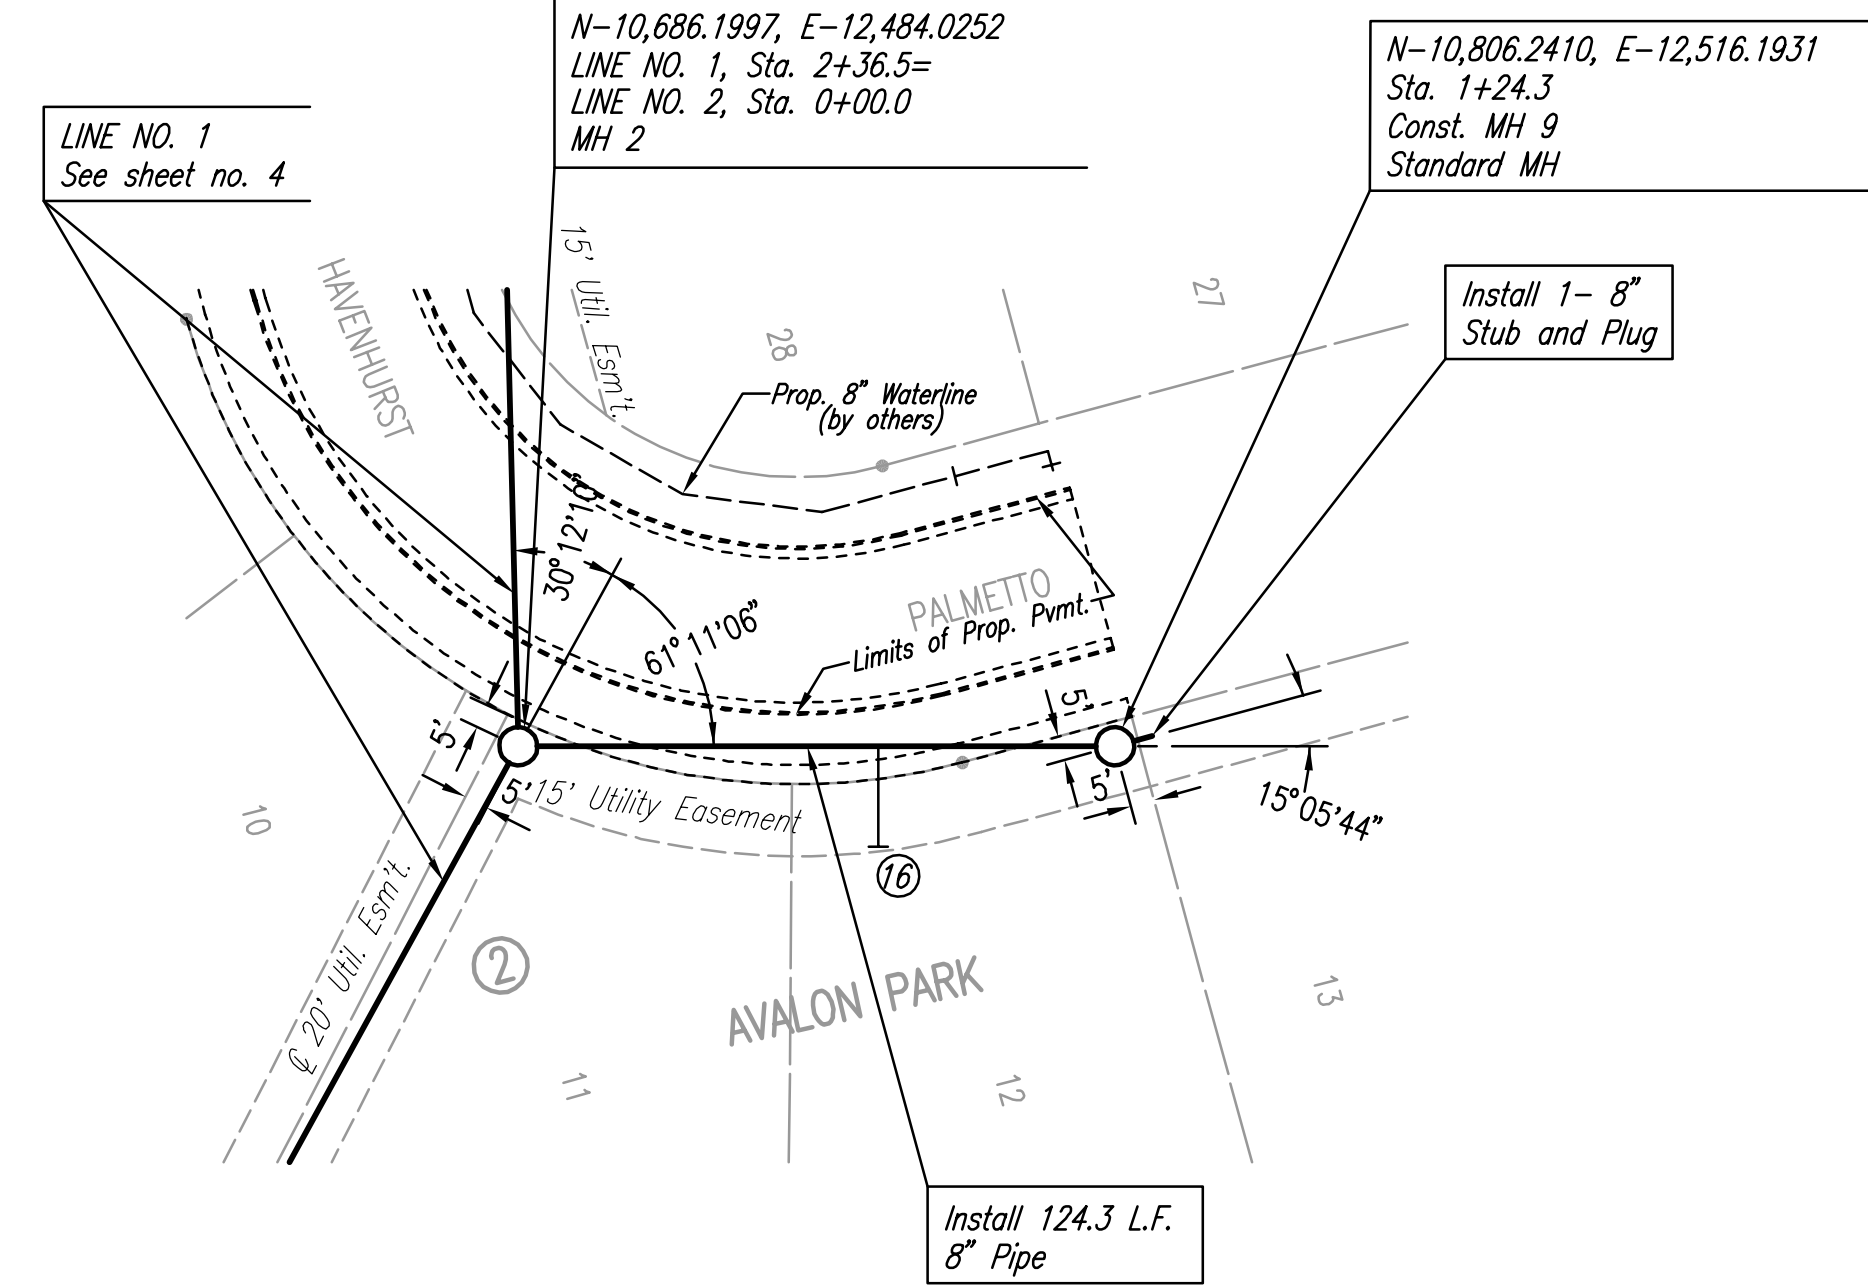 N-10,686.1997, E-12,484.0252
LINE NO. 1, Sta. 2+36.5=
LINE NO. 2, Sta. 0+00.0
MH 2
N-10,806.2410, E-12,516.1931
Sta. 1+24.3
Const. MH 9
Standard MH
LINE NO. 1
See sheet no. 4
Install 1- 8"
Stub and Plug
HAVENHURST
15' Util. Esm't.
28
27
Prop. 8" Waterline
(by others)
30°12'10"
61°11'06"
PALMETTO
Limits of Prop. Pvmt.
5'
5'
5'
5'
15' Utility Easement
15°05'44"
10
16
℄ 20' Util. Esm't.
2
AVALON PARK
13
11
12
Install 124.3 L.F.
8" Pipe